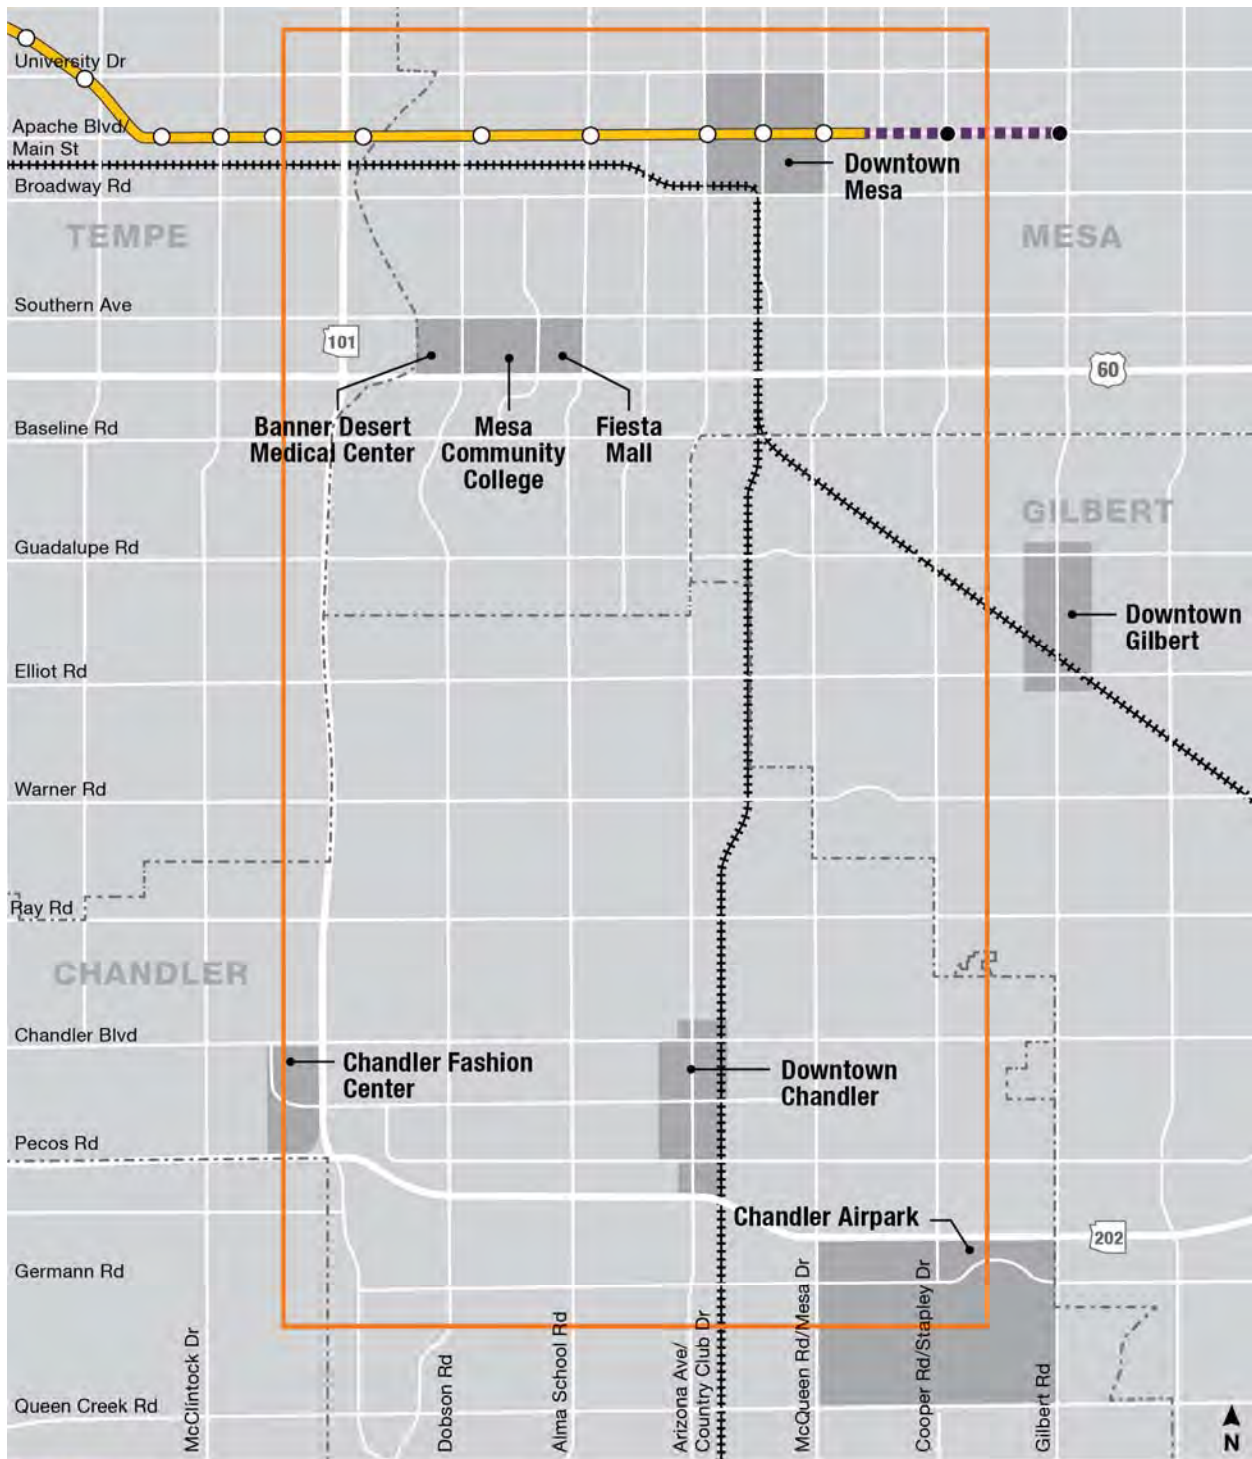 University Dr
Apache Blvd/
Main St
Broadway Rd
Downtown
Mesa
TEMPE
MESA
Southern Ave
101
60
Baseline Rd
Banner Desert
Medical Center
Mesa
Community
College
Fiesta
Mall
GILBERT
Guadalupe Rd
Downtown
Gilbert
Elliot Rd
Warner Rd
Ray Rd
CHANDLER
Chandler Blvd
Chandler Fashion
Center
Downtown
Chandler
Pecos Rd
Chandler Airpark
202
Germann Rd
Queen Creek Rd
McClintock Dr
Dobson Rd
Alma School Rd
Arizona Ave/
Country Club Dr
McQueen Rd/Mesa Dr
Cooper Rd/Stapley Dr
Gilbert Rd
N